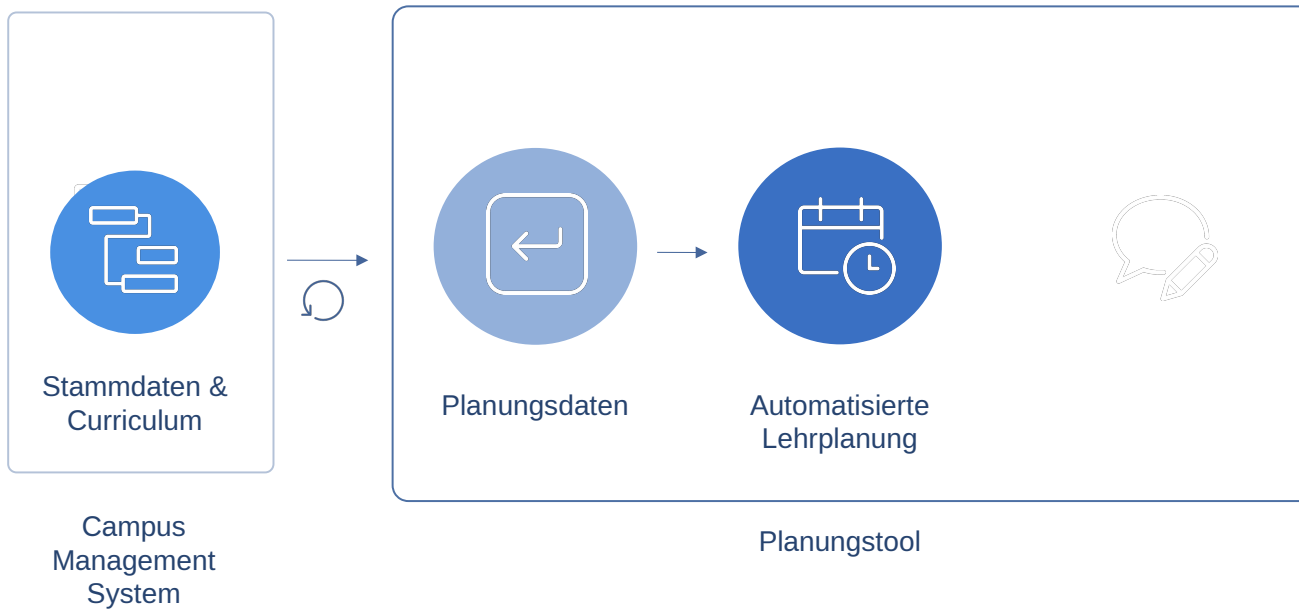 Stammdaten &
Curriculum
Campus
Management
System
Planungsdaten
Automatisierte
Lehrplanung
Planungstool